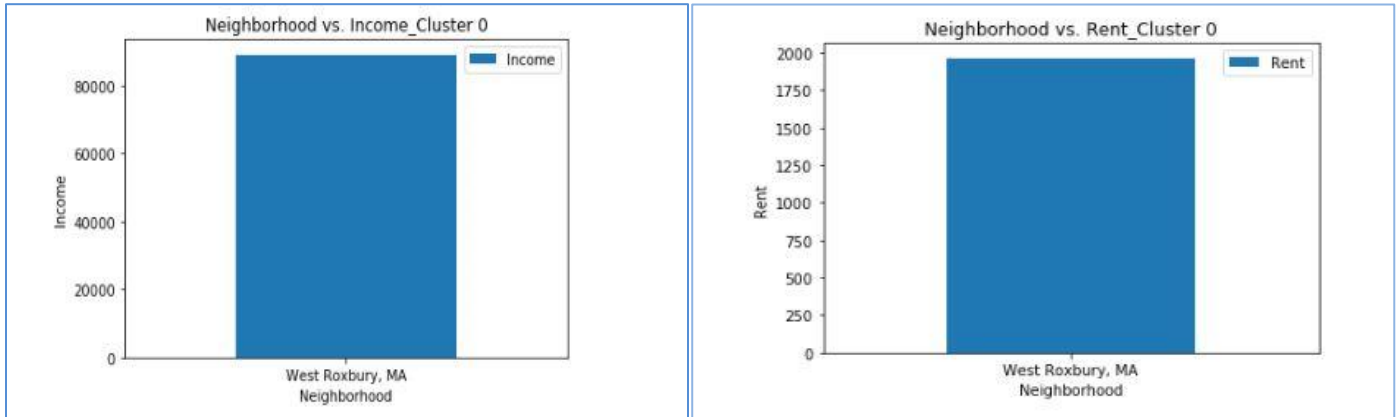 Neighborhood vs. Income_Cluster 0
Income
80000
60000
40000
20000
0
Income
West Roxbury, MA
Neighborhood
Neighborhood vs. Rent_Cluster 0
Rent
2000
1750
1500
1250
1000
750
500
250
0
Rent
West Roxbury, MA
Neighborhood